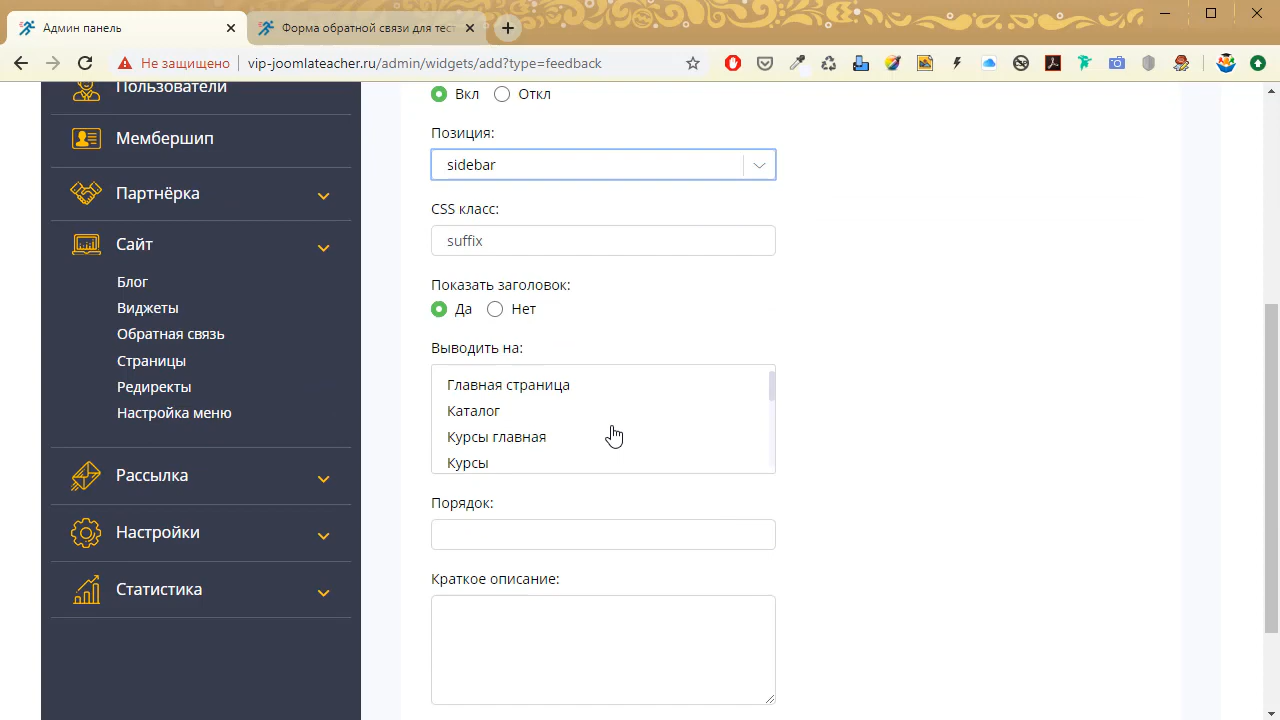 Админ панель
Форма обратной связи для тест
Не защищено
vip-joomlateacher.ru/admin/widgets/add?type=feedback
Пользователи
Мембершип
Партнёрка
Сайт
Блог
Виджеты
Обратная связь
Страницы
Редиректы
Настройка меню
Рассылка
Настройки
Статистика
Вкл
Откл
Позиция:
sidebar
CSS класс:
suffix
Показать заголовок:
Да
Нет
Выводить на:
Главная страница
Каталог
Курсы главная
Курсы
Порядок:
Краткое описание: